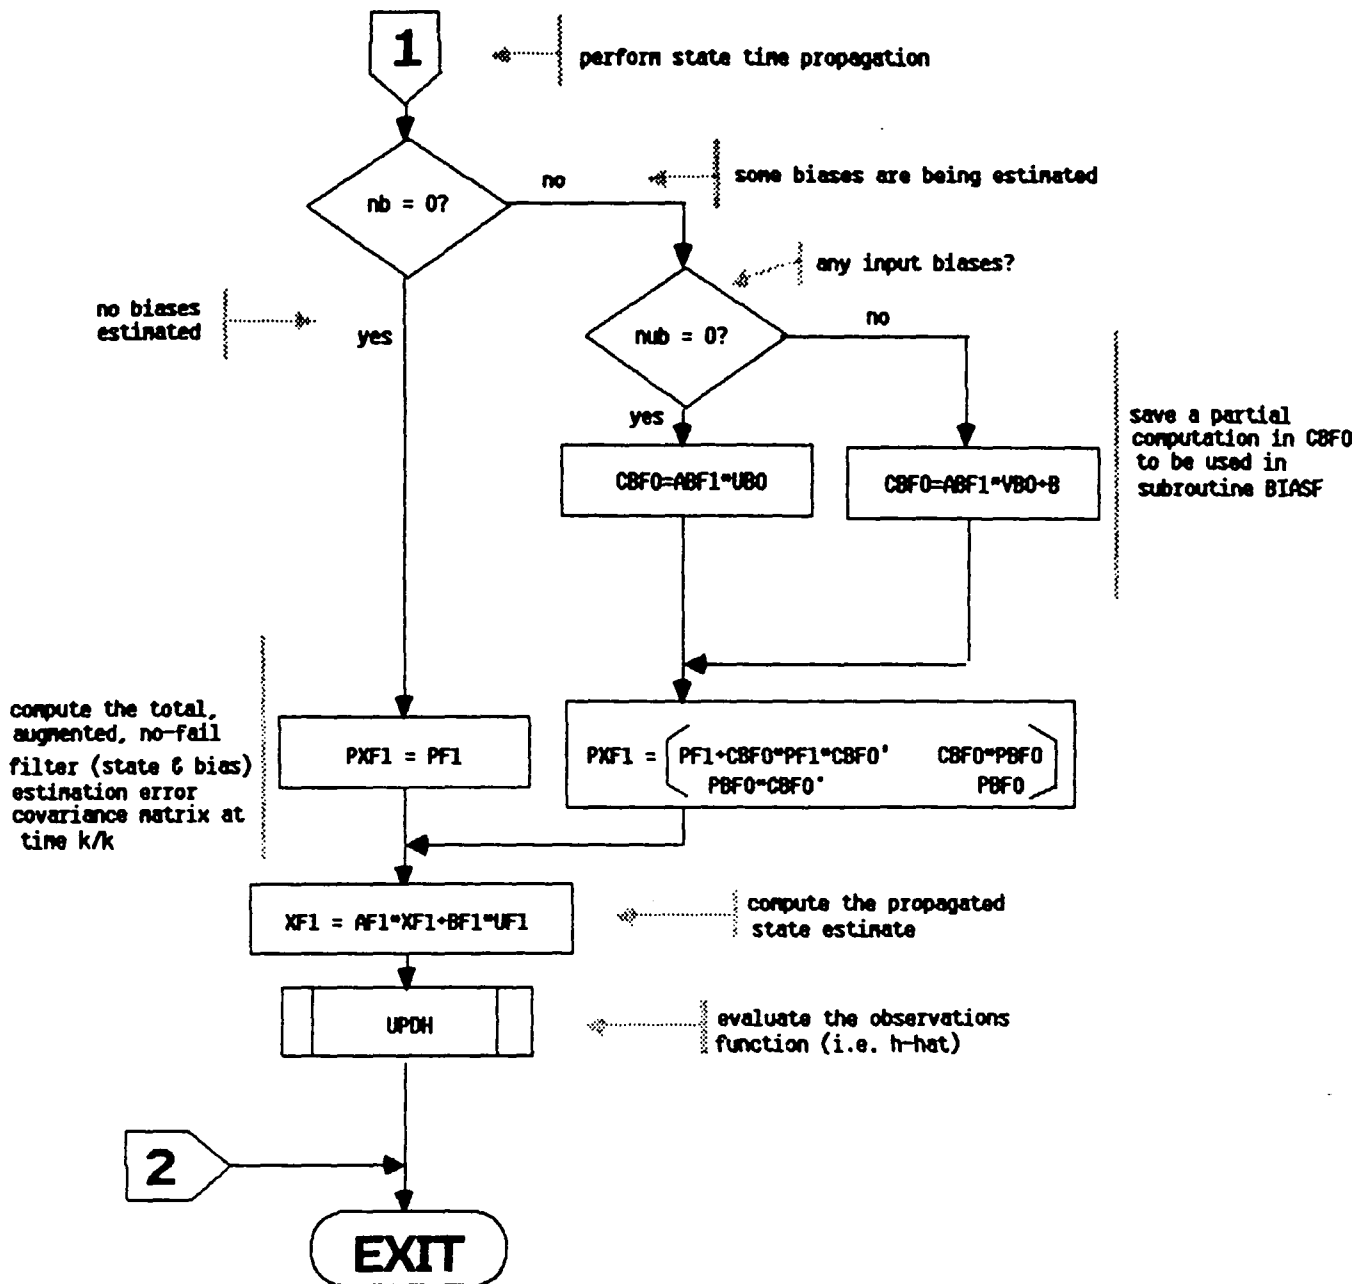 1
perform state time propagation
nb = 0?
no
some biases are being estimated
any input biases?
no biases
estimated
yes
nub = 0?
no
yes
save a partial
computation in CBF0
to be used in
subroutine BIASF
CBF0=ABF1*UB0
CBF0=ABF1*VB0+B
compute the total,
augmented, no-fail
filter (state & bias)
estimation error
covariance matrix at
time k/k
PXF1 = PF1
PXF1 = PF1+CBF0*PF1*CBF0' CBF0*PBF0
PBF0*CBF0' PBF0
XF1 = AF1*XF1+BF1*UF1
compute the propagated
state estimate
UPDH
evaluate the observations
function (i.e. h-hat)
2
EXIT